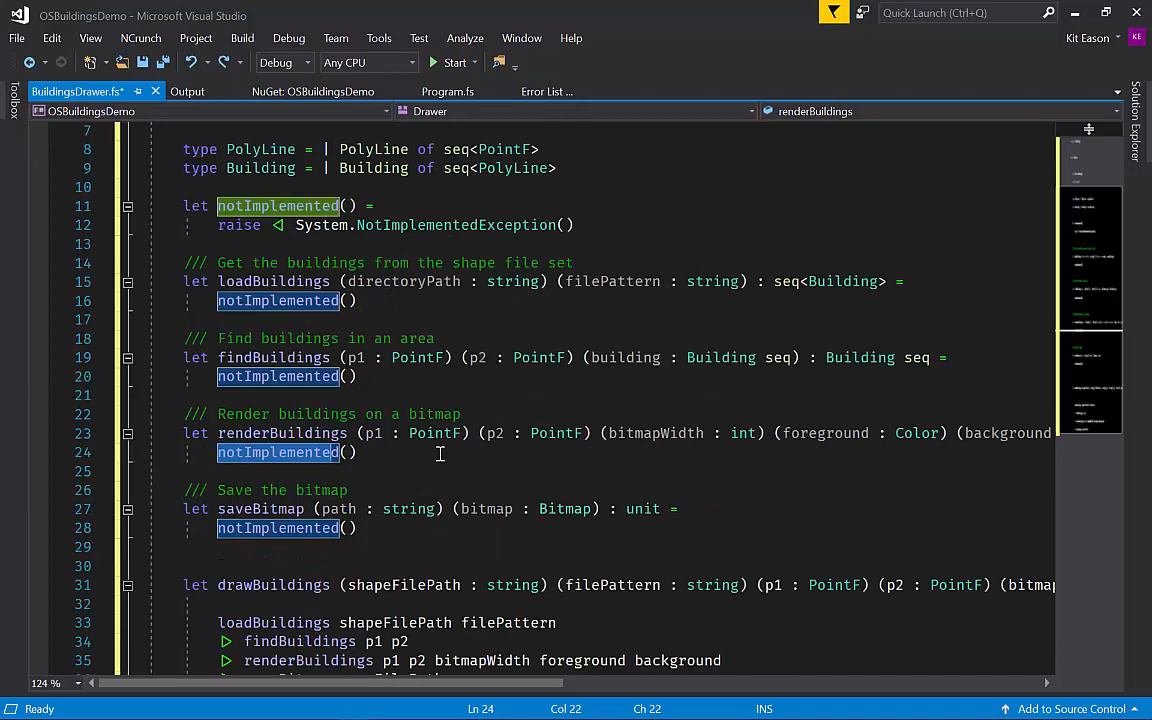 OSBuildingsDemo - Microsoft Visual Studio
Quick Launch (Ctrl+Q)
File Edit View NCrunch Project Build Debug Team Tools Test Analyze Window Help
Kit Eason KE
Debug Any CPU Start
BuildingsDrawer.fs* Output NuGet: OSBuildingsDemo Program.fs Error List ...
OSBuildingsDemo Drawer renderBuildings
Toolbox
Solution Explorer
7
8 type PolyLine = | PolyLine of seq<PointF>
9 type Building = | Building of seq<PolyLine>
10
11 let notImplemented() =
12 raise ◁ System.NotImplementedException()
13
14 /// Get the buildings from the shape file set
15 let loadBuildings (directoryPath : string) (filePattern : string) : seq<Building> =
16 notImplemented()
17
18 /// Find buildings in an area
19 let findBuildings (p1 : PointF) (p2 : PointF) (building : Building seq) : Building seq =
20 notImplemented()
21
22 /// Render buildings on a bitmap
23 let renderBuildings (p1 : PointF) (p2 : PointF) (bitmapWidth : int) (foreground : Color) (background
24 notImplemented()
25
26 /// Save the bitmap
27 let saveBitmap (path : string) (bitmap : Bitmap) : unit =
28 notImplemented()
29
30
31 let drawBuildings (shapeFilePath : string) (filePattern : string) (p1 : PointF) (p2 : PointF) (bitmap
32
33 loadBuildings shapeFilePath filePattern
34 ▷ findBuildings p1 p2
35 ▷ renderBuildings p1 p2 bitmapWidth foreground background
124 %
Ready Ln 24 Col 22 Ch 22 INS Add to Source Control